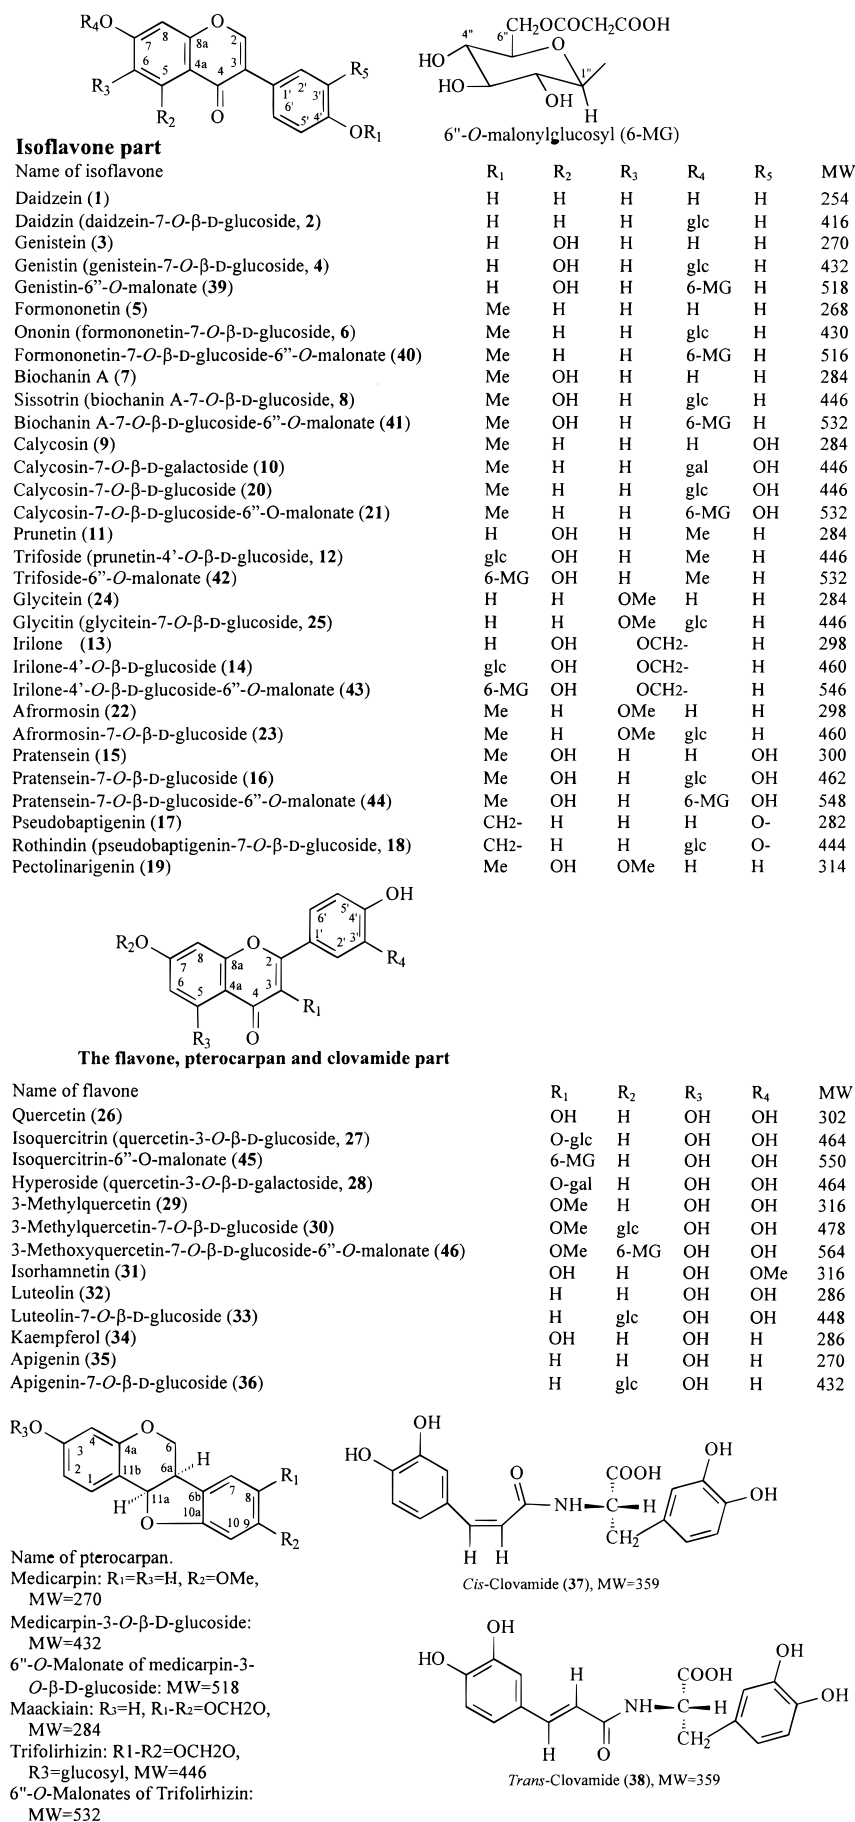 R4O
O
R3
R2
O
R5
OR1
8
8a
2
7
6
5
4a
4
3
1'
2'
3'
4'
5'
6'
CH2OCOCH2COOH
4"
6"
O
HO
HO
OH
1"
H
6"-O-malonylglucosyl (6-MG)
Isoflavone part
Name of isoflavone R1 R2 R3 R4 R5 MW
Daidzein (1) H H H H H 254
Daidzin (daidzein-7-O-β-D-glucoside, 2) H H H glc H 416
Genistein (3) H OH H H H 270
Genistin (genistein-7-O-β-D-glucoside, 4) H OH H glc H 432
Genistin-6”-O-malonate (39) H OH H 6-MG H 518
Formononetin (5) Me H H H H 268
Ononin (formononetin-7-O-β-D-glucoside, 6) Me H H glc H 430
Formononetin-7-O-β-D-glucoside-6”-O-malonate (40) Me H H 6-MG H 516
Biochanin A (7) Me OH H H H 284
Sissotrin (biochanin A-7-O-β-D-glucoside, 8) Me OH H glc H 446
Biochanin A-7-O-β-D-glucoside-6”-O-malonate (41) Me OH H 6-MG H 532
Calycosin (9) Me H H H OH 284
Calycosin-7-O-β-D-galactoside (10) Me H H gal OH 446
Calycosin-7-O-β-D-glucoside (20) Me H H glc OH 446
Calycosin-7-O-β-D-glucoside-6”-O-malonate (21) Me H H 6-MG OH 532
Prunetin (11) H OH H Me H 284
Trifoside (prunetin-4’-O-β-D-glucoside, 12) glc OH H Me H 446
Trifoside-6”-O-malonate (42) 6-MG OH H Me H 532
Glycitein (24) H H OMe H H 284
Glycitin (glycitein-7-O-β-D-glucoside, 25) H H OMe glc H 446
Irilone (13) H OH OCH2- H 298
Irilone-4’-O-β-D-glucoside (14) glc OH OCH2- H 460
Irilone-4’-O-β-D-glucoside-6”-O-malonate (43) 6-MG OH OCH2- H 546
Afrormosin (22) Me H OMe H H 298
Afrormosin-7-O-β-D-glucoside (23) Me H OMe glc H 460
Pratensein (15) Me OH H H OH 300
Pratensein-7-O-β-D-glucoside (16) Me OH H glc OH 462
Pratensein-7-O-β-D-glucoside-6”-O-malonate (44) Me OH H 6-MG OH 548
Pseudobaptigenin (17) CH2- H H H O- 282
Rothindin (pseudobaptigenin-7-O-β-D-glucoside, 18) CH2- H H glc O- 444
Pectolinarigenin (19) Me OH OMe H H 314
OH
R2O
O
R4
R1
R3
O
8
8a
7
6
5
4a
4
3
2
1'
2'
3'
4'
5'
6'
The flavone, pterocarpan and clovamide part
Name of flavone R1 R2 R3 R4 MW
Quercetin (26) OH H OH OH 302
Isoquercitrin (quercetin-3-O-β-D-glucoside, 27) O-glc H OH OH 464
Isoquercitrin-6”-O-malonate (45) 6-MG H OH OH 550
Hyperoside (quercetin-3-O-β-D-galactoside, 28) O-gal H OH OH 464
3-Methylquercetin (29) OMe H OH OH 316
3-Methylquercetin-7-O-β-D-glucoside (30) OMe glc OH OH 478
3-Methoxyquercetin-7-O-β-D-glucoside-6”-O-malonate (46) OMe 6-MG OH OH 564
Isorhamnetin (31) OH H OH OMe 316
Luteolin (32) H H OH OH 286
Luteolin-7-O-β-D-glucoside (33) H glc OH OH 448
Kaempferol (34) OH H OH H 286
Apigenin (35) H H OH H 270
Apigenin-7-O-β-D-glucoside (36) H glc OH H 432
R3O
O
6
H
4
4a
3
2
1
11b
6a
H
11a
6b
10a
7
8
9
10
O
R1
R2
Name of pterocarpan.
Medicarpin: R1=R3=H, R2=OMe,
MW=270
Medicarpin-3-O-β-D-glucoside:
MW=432
6"-O-Malonate of medicarpin-3-
O-β-D-glucoside: MW=518
Maackiain: R3=H, R1-R2=OCH2O,
MW=284
Trifolirhizin: R1-R2=OCH2O,
R3=glucosyl, MW=446
6"-O-Malonates of Trifolirhizin:
MW=532
OH
HO
O
NH
COOH
H
CH2
OH
OH
H H
Cis-Clovamide (37), MW=359
OH
HO
H
H
O
NH
COOH
H
CH2
OH
OH
Trans-Clovamide (38), MW=359